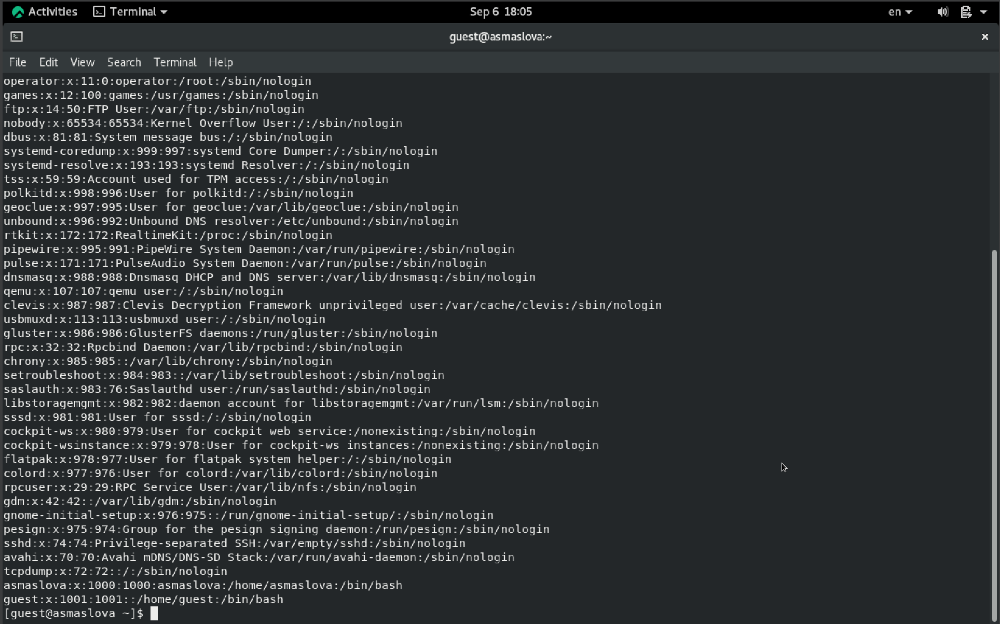 Activities Terminal Sep 6 18:05 en
guest@asmaslova:~
File Edit View Search Terminal Help
operator:x:11:0:operator:/root:/sbin/nologin
games:x:12:100:games:/usr/games:/sbin/nologin
ftp:x:14:50:FTP User:/var/ftp:/sbin/nologin
nobody:x:65534:65534:Kernel Overflow User:/:/sbin/nologin
dbus:x:81:81:System message bus:/:/sbin/nologin
systemd-coredump:x:999:997:systemd Core Dumper:/:/sbin/nologin
systemd-resolve:x:193:193:systemd Resolver:/:/sbin/nologin
tss:x:59:59:Account used for TPM access:/:/sbin/nologin
polkitd:x:998:996:User for polkitd:/:/sbin/nologin
geoclue:x:997:995:User for geoclue:/var/lib/geoclue:/sbin/nologin
unbound:x:996:992:Unbound DNS resolver:/etc/unbound:/sbin/nologin
rtkit:x:172:172:RealtimeKit:/proc:/sbin/nologin
pipewire:x:995:991:PipeWire System Daemon:/var/run/pipewire:/sbin/nologin
pulse:x:171:171:PulseAudio System Daemon:/var/run/pulse:/sbin/nologin
dnsmasq:x:988:988:Dnsmasq DHCP and DNS server:/var/lib/dnsmasq:/sbin/nologin
qemu:x:107:107:qemu user:/:/sbin/nologin
clevis:x:987:987:Clevis Decryption Framework unprivileged user:/var/cache/clevis:/sbin/nologin
usbmuxd:x:113:113:usbmuxd user:/:/sbin/nologin
gluster:x:986:986:GlusterFS daemons:/run/gluster:/sbin/nologin
rpc:x:32:32:Rpcbind Daemon:/var/lib/rpcbind:/sbin/nologin
chrony:x:985:985::/var/lib/chrony:/sbin/nologin
setroubleshoot:x:984:983::/var/lib/setroubleshoot:/sbin/nologin
saslauth:x:983:76:Saslauthd user:/run/saslauthd:/sbin/nologin
libstoragemgmt:x:982:982:daemon account for libstoragemgmt:/var/run/lsm:/sbin/nologin
sssd:x:981:981:User for sssd:/:/sbin/nologin
cockpit-ws:x:980:979:User for cockpit web service:/nonexisting:/sbin/nologin
cockpit-wsinstance:x:979:978:User for cockpit-ws instances:/nonexisting:/sbin/nologin
flatpak:x:978:977:User for flatpak system helper:/:/sbin/nologin
colord:x:977:976:User for colord:/var/lib/colord:/sbin/nologin
rpcuser:x:29:29:RPC Service User:/var/lib/nfs:/sbin/nologin
gdm:x:42:42::/var/lib/gdm:/sbin/nologin
gnome-initial-setup:x:976:975::/run/gnome-initial-setup/:/sbin/nologin
pesign:x:975:974:Group for the pesign signing daemon:/run/pesign:/sbin/nologin
sshd:x:74:74:Privilege-separated SSH:/var/empty/sshd:/sbin/nologin
avahi:x:70:70:Avahi mDNS/DNS-SD Stack:/var/run/avahi-daemon:/sbin/nologin
tcpdump:x:72:72::/:/sbin/nologin
asmaslova:x:1000:1000:asmaslova:/home/asmaslova:/bin/bash
guest:x:1001:1001::/home/guest:/bin/bash
[guest@asmaslova ~]$